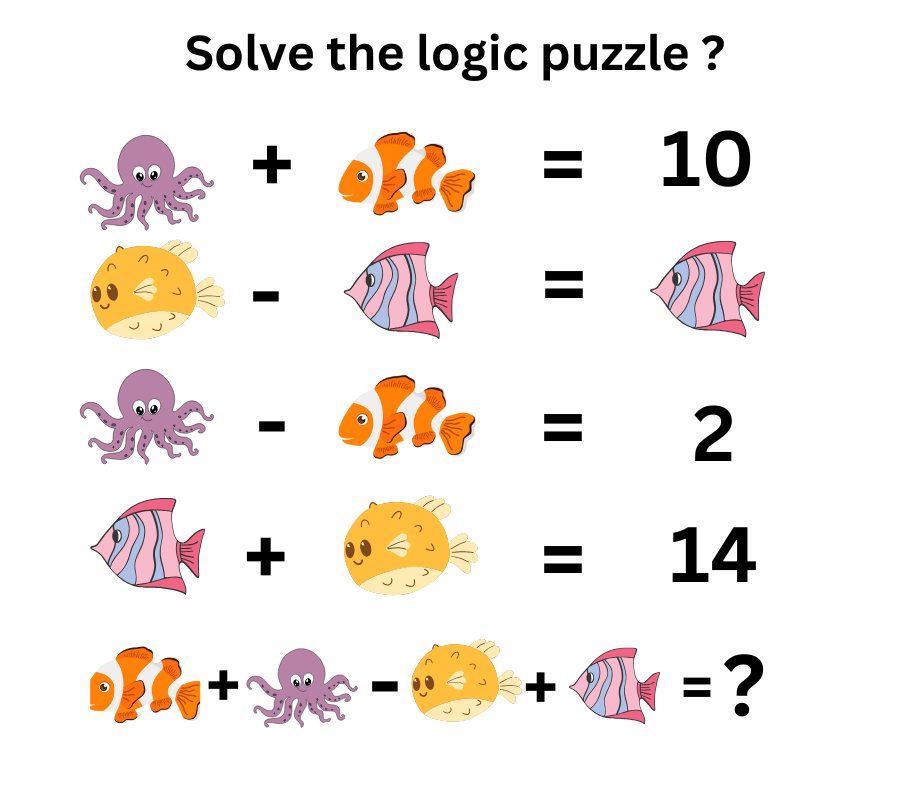 Solve the logic puzzle ?
+ = 10
- =
- = 2
+ = 14
+ - + = ?